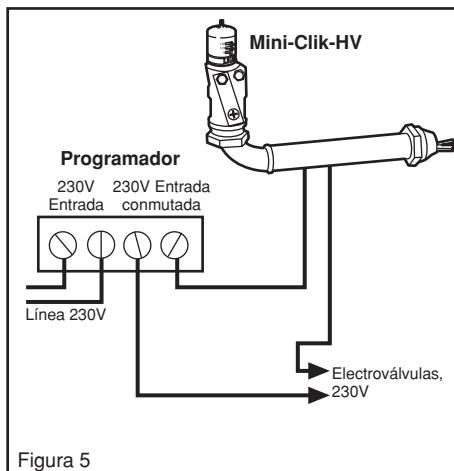 Mini-Clik-HV
Programador
230V Entrada
230V Entrada conmutada
Línea 230V
Electroválvulas,
230V
Figura 5